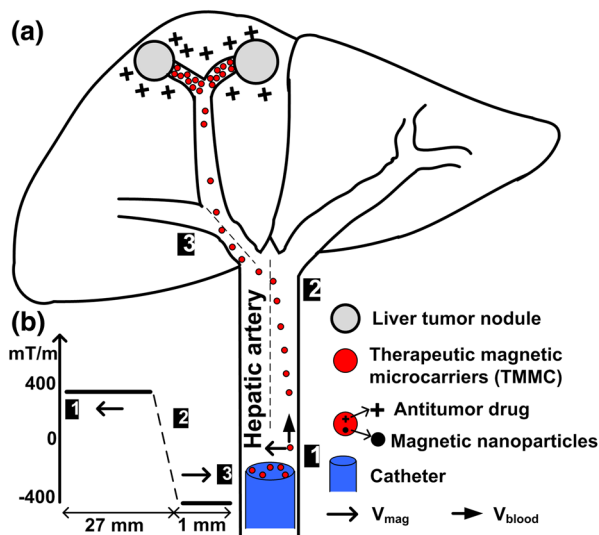 (a)
3
2
Hepatic artery
1
(b)
mT/m
400
0
-400
1
2
3
27 mm
1 mm
Liver tumor nodule
Therapeutic magnetic
microcarriers (TMMC)
Antitumor drug
Magnetic nanoparticles
Catheter
Vmag
Vblood